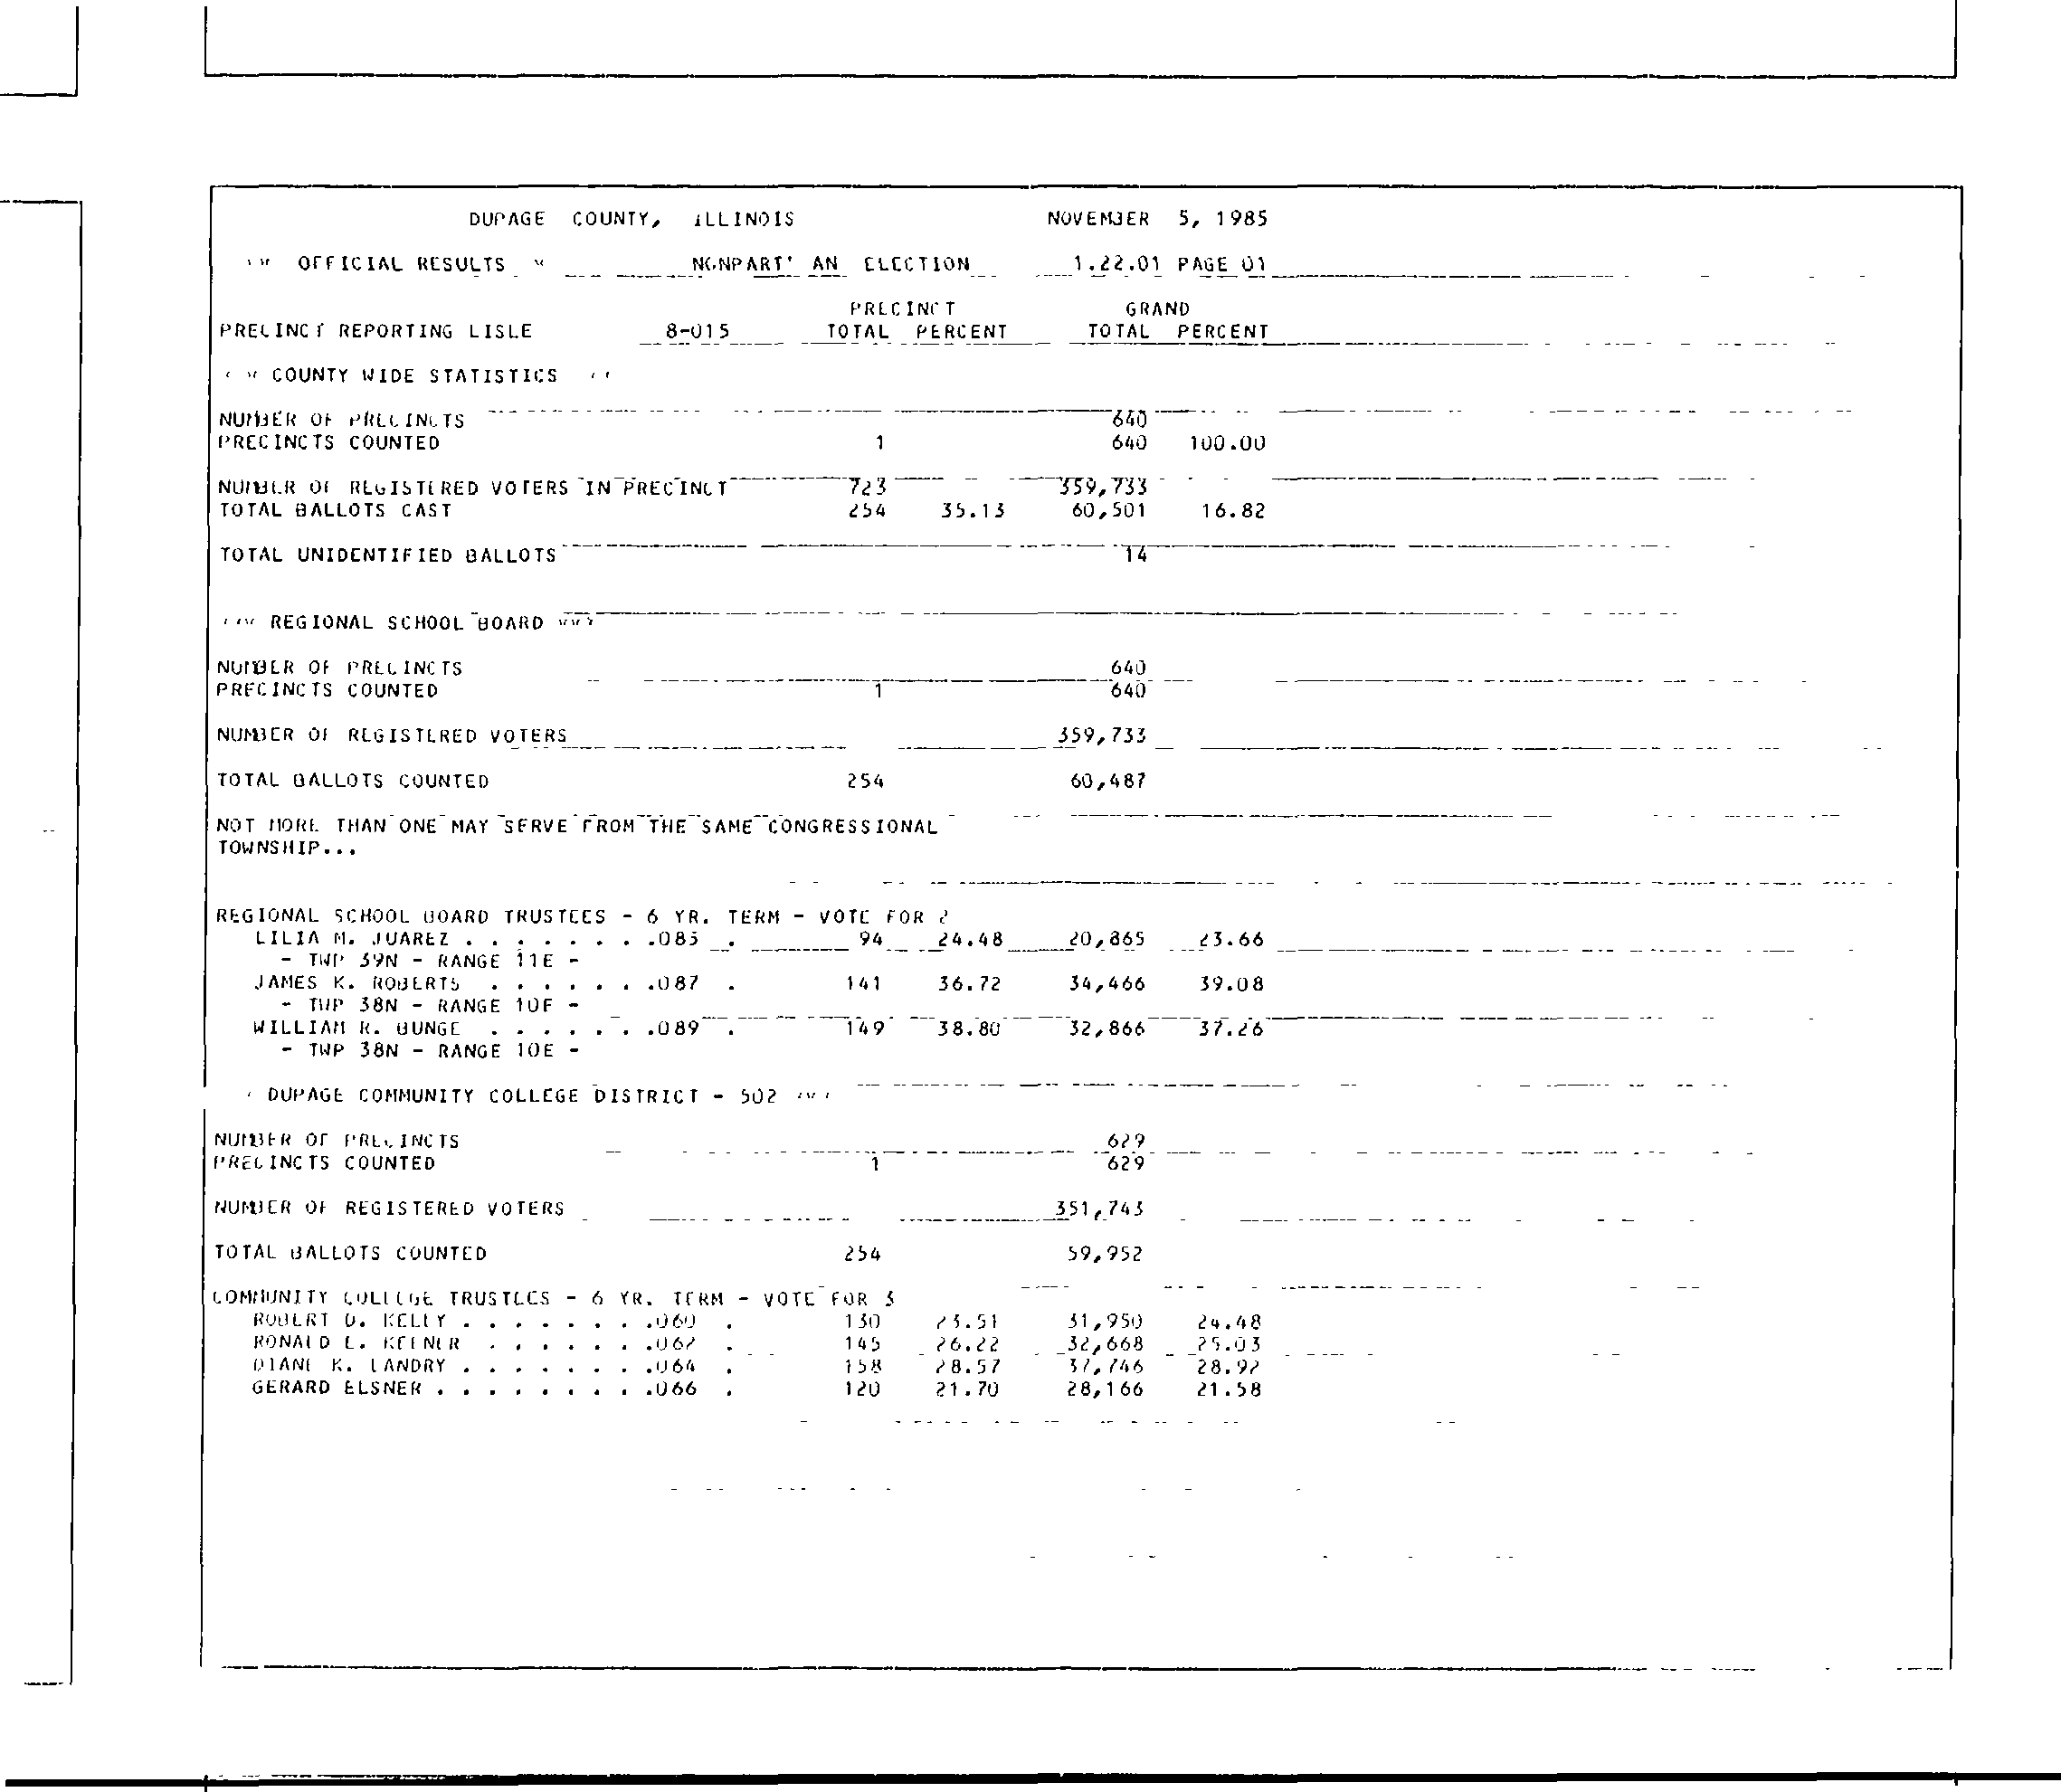 DUPAGE COUNTY, ILLINOIS NOVEMBER 5, 1985
OFFICIAL RESULTS ELECTION 1.22.01 PAGE 01
PRECINCT GRAND
PRECINCT REPORTING LISLE 8-015 TOTAL PERCENT TOTAL PERCENT
COUNTY WIDE STATISTICS
NUMBER OF PRECINCTS 640
PRECINCTS COUNTED 1 640 100.00
NUMBER OF REGISTERED VOTERS IN PRECINCT 723 359,733
TOTAL BALLOTS CAST 254 35.13 60,501 16.82
TOTAL UNIDENTIFIED BALLOTS 14
*** REGIONAL SCHOOL BOARD ***
NUMBER OF PRECINCTS 640
PRECINCTS COUNTED 1 640
NUMBER OF REGISTERED VOTERS 359,733
TOTAL BALLOTS COUNTED 254 60,487
NOT MORE THAN ONE MAY SERVE FROM THE SAME CONGRESSIONAL
TOWNSHIP...
REGIONAL SCHOOL BOARD TRUSTEES - 6 YR. TERM - VOTE FOR 2
LILIA M. JUAREZ . . . . . . . .085 . 94 24.48 20,865 23.66
- TWP 39N - RANGE 11E -
JAMES K. ROBERTS . . . . . . .087 . 141 36.72 34,466 39.08
- TWP 38N - RANGE 10E -
WILLIAM R. BUNGE . . . . . . .089 . 149 38.80 32,866 37.26
- TWP 38N - RANGE 10E -
DUPAGE COMMUNITY COLLEGE DISTRICT - 502 ***
NUMBER OF PRECINCTS 629
PRECINCTS COUNTED 1 629
NUMBER OF REGISTERED VOTERS 351,743
TOTAL BALLOTS COUNTED 254 59,952
COMMUNITY COLLEGE TRUSTEES - 6 YR. TERM - VOTE FOR 3
ROBERT D. KELLY . . . . . . . .060 . 130 23.51 31,950 24.48
RONALD L. KEENER . . . . . . .062 . 145 26.22 32,668 25.03
DIANE K. LANDRY . . . . . . . .064 . 158 28.57 37,746 28.92
GERARD ELSNER . . . . . . . . .066 . 120 21.70 28,166 21.58